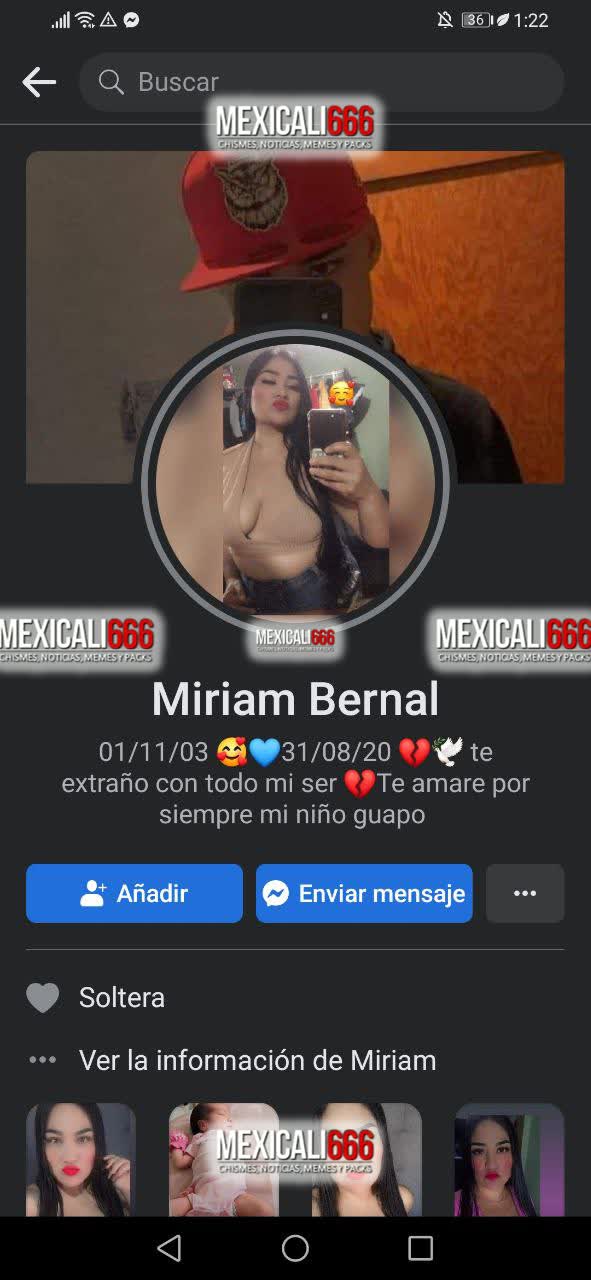 36
1:22
Buscar
MEXICALI666
CHISMES, NOTICIAS, MEMES Y PACKS
MEXICALI666
CHISMES, NOTICIAS, MEMES Y PACKS
MEXICALI666
CHISMES, NOTICIAS, MEMES Y PACKS
MEXICALI666
CHISMES, NOTICIAS, MEMES Y PACKS
Miriam Bernal
01/11/03 🥰💙31/08/20 💔🕊️ te
extraño con todo mi ser 💔Te amare por
siempre mi niño guapo
Añadir
Enviar mensaje
Soltera
Ver la información de Miriam
MEXICALI666
CHISMES, NOTICIAS, MEMES Y PACKS